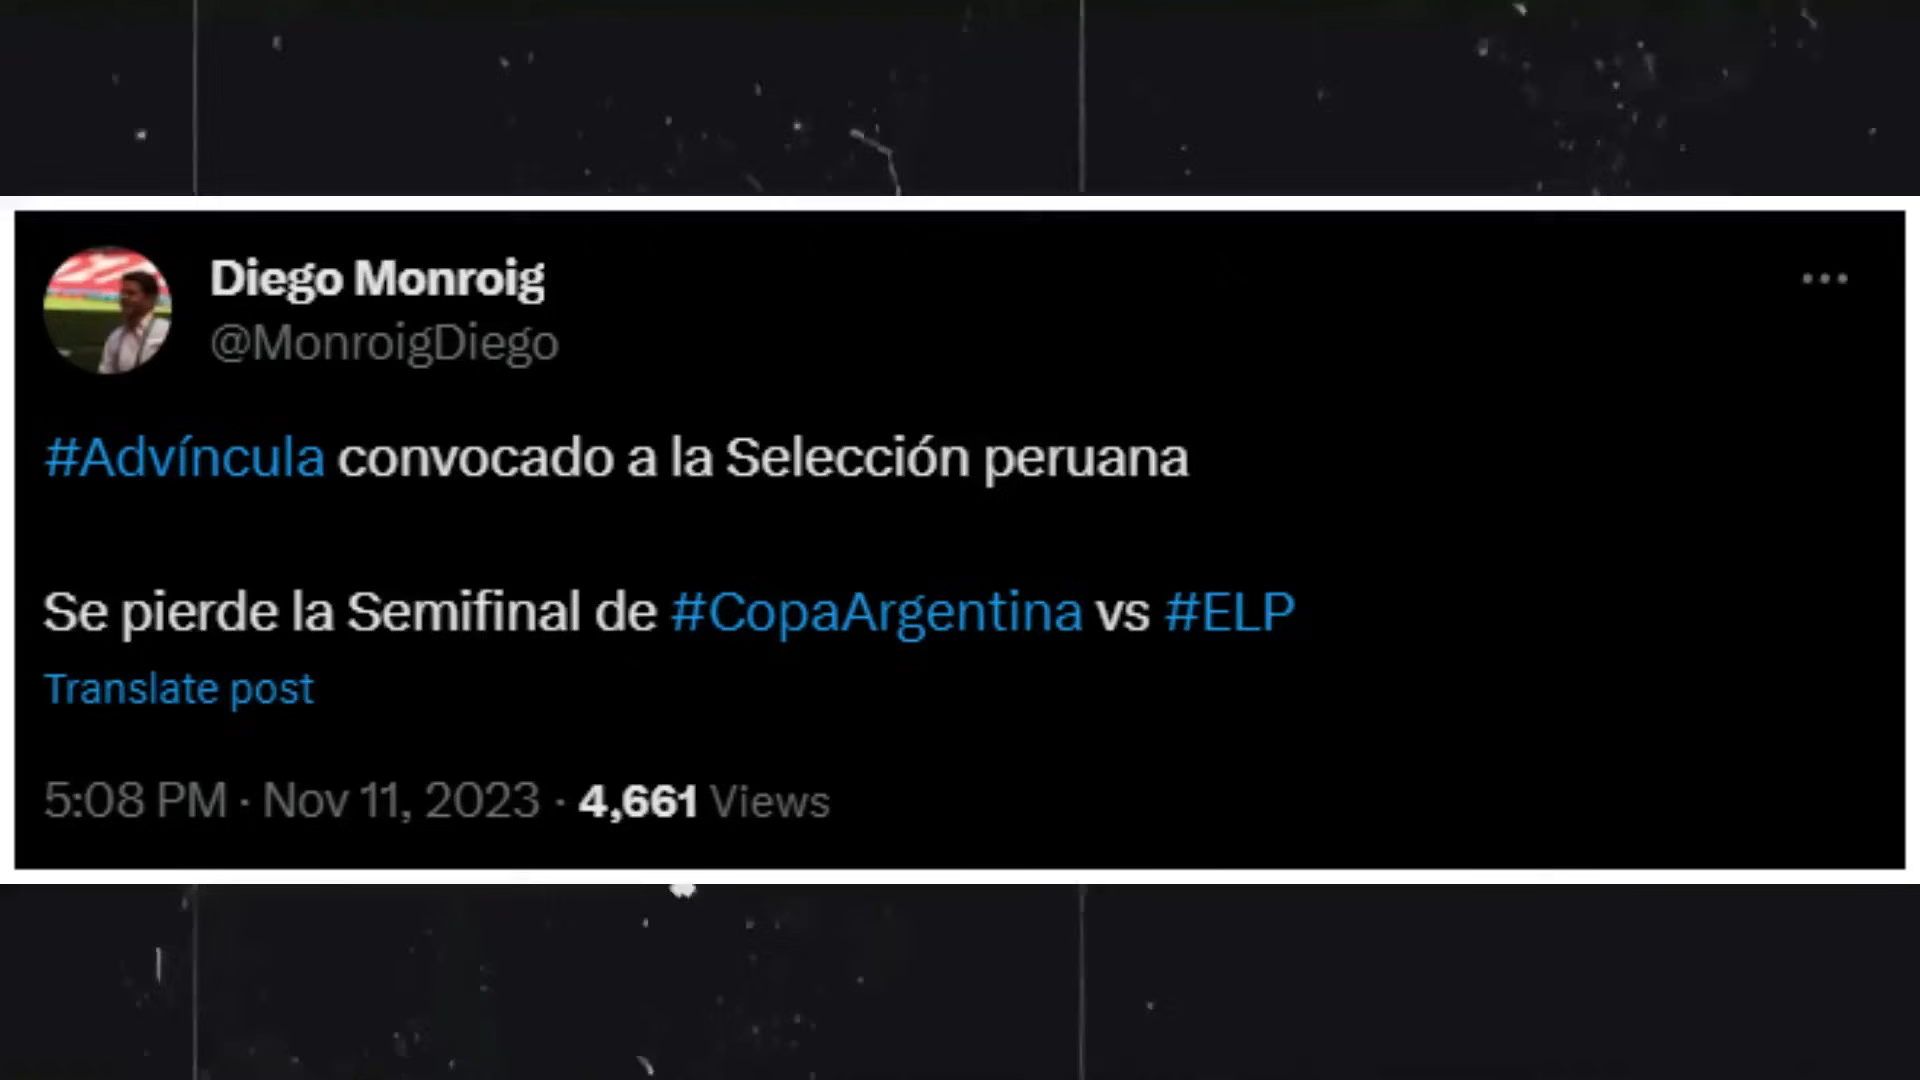 Diego Monroig
@MonroigDiego
#Advíncula convocado a la Selección peruana
Se pierde la Semifinal de #CopaArgentina vs #ELP
Translate post
5:08 PM · Nov 11, 2023 · 4,661 Views